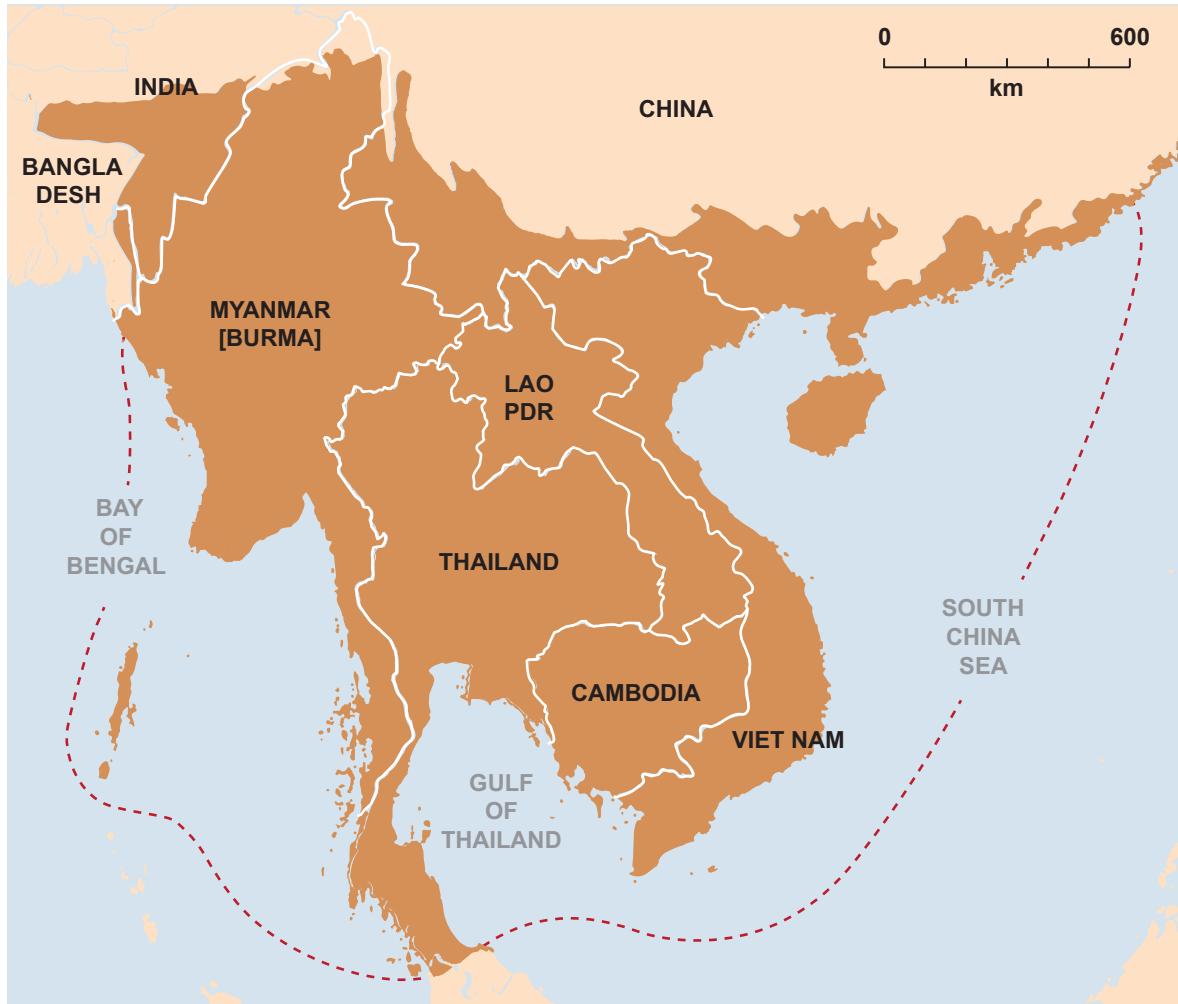 0 600
km
INDIA
CHINA
BANGLA
DESH
MYANMAR
[BURMA]
LAO
PDR
BAY
OF
BENGAL
THAILAND
SOUTH
CHINA
SEA
CAMBODIA
VIET NAM
GULF
OF
THAILAND